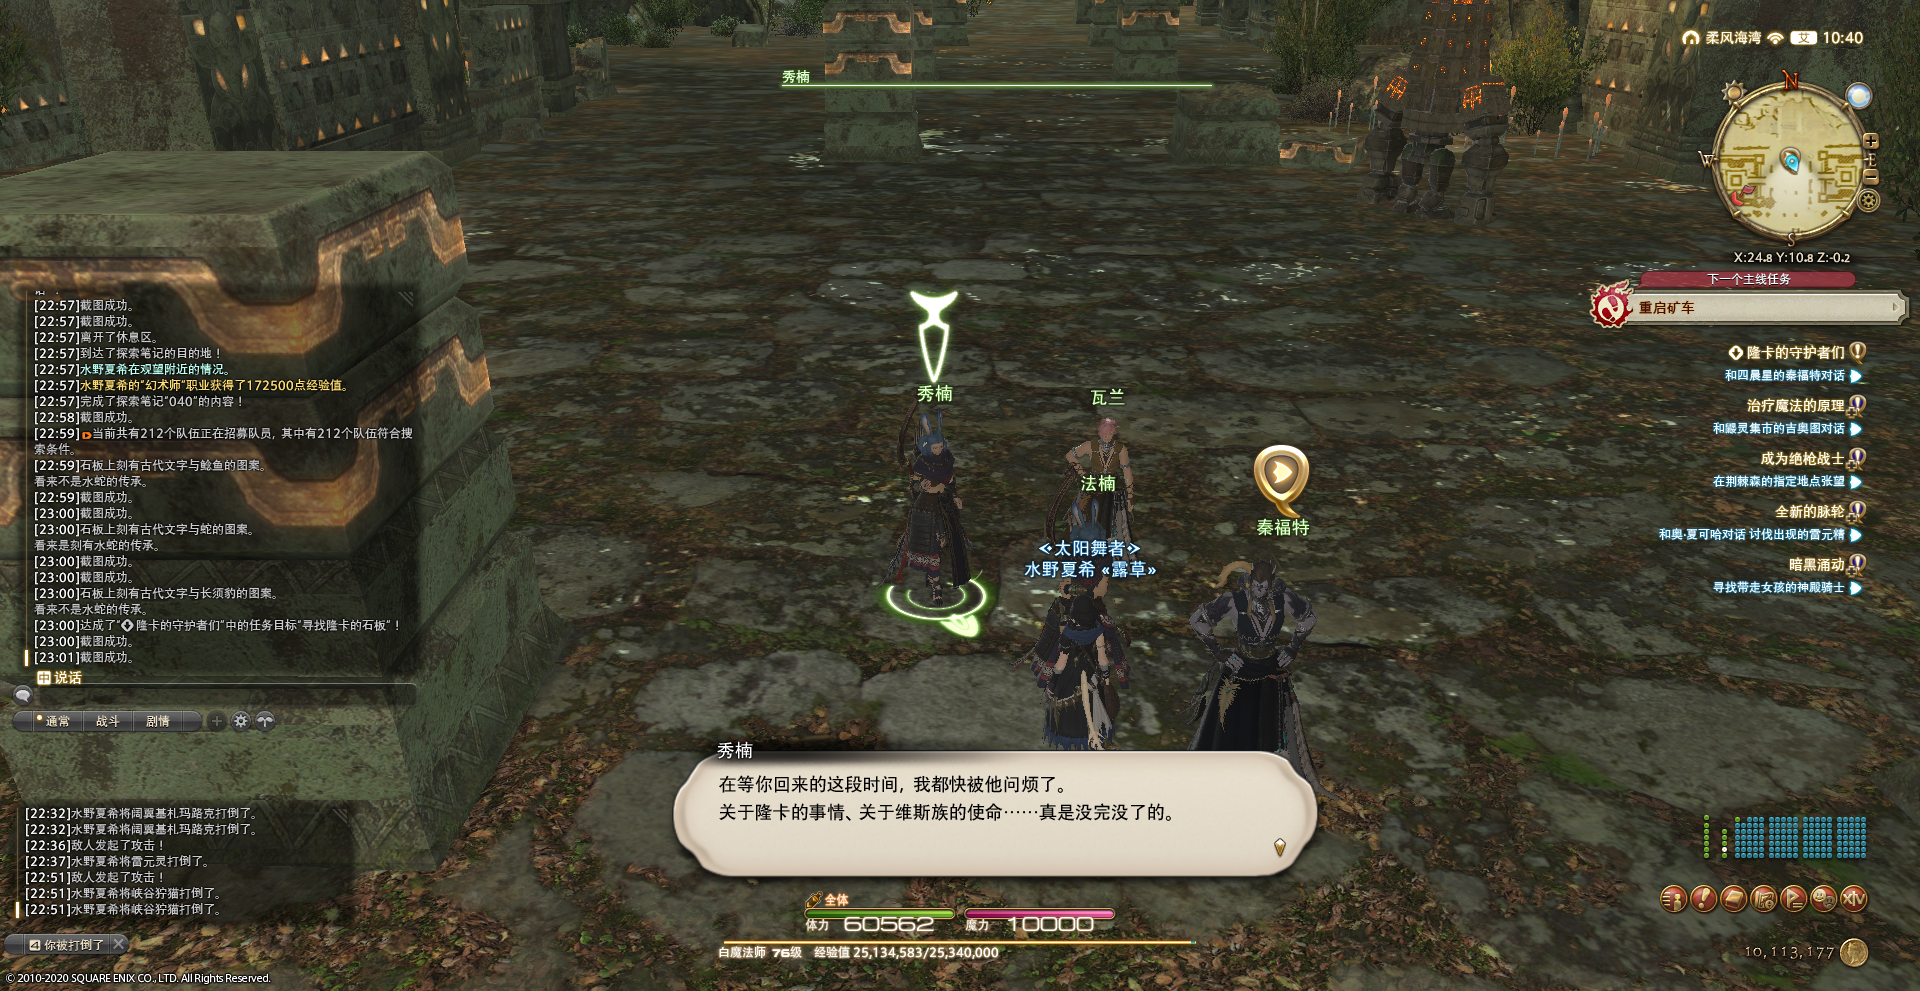 柔风海湾 艾 10:40
秀楠
N
W
E
S
X:24.8 Y:10.8 Z:-0.2
下一个主线任务
重启矿车
隆卡的守护者们
和四晨星的秦福特对话
治疗魔法的原理
和鼹灵集市的吉奥图对话
成为绝枪战士
在荆棘森的指定地点张望
全新的脉轮
和奥·夏可哈对话 讨伐出现的雷元精
暗黑涌动
寻找带走女孩的神殿骑士
[22:57]截图成功。
[22:57]截图成功。
[22:57]离开了休息区。
[22:57]到达了探索笔记的目的地！
[22:57]水野夏希在观望附近的情况。
[22:57]水野夏希的“幻术师”职业获得了172500点经验值。
[22:57]完成了探索笔记“040”的内容！
[22:58]截图成功。
[22:59]当前共有212个队伍正在招募队员, 其中有212个队伍符合搜
索条件。
[22:59]石板上刻有古代文字与鲶鱼的图案。
看来不是水蛇的传承。
[22:59]截图成功。
[23:00]截图成功。
[23:00]石板上刻有古代文字与蛇的图案。
看来是刻有水蛇的传承。
[23:00]截图成功。
[23:00]截图成功。
[23:00]石板上刻有古代文字与长须豹的图案。
看来不是水蛇的传承。
[23:00]达成了“隆卡的守护者们”中的任务目标“寻找隆卡的石板”！
[23:00]截图成功。
[23:01]截图成功。
说话
通常 战斗 剧情
秀楠
瓦兰
法楠
秦福特
太阳舞者
水野夏希 «露草»
秀楠
在等你回来的这段时间, 我都快被他问烦了。
关于隆卡的事情、关于维斯族的使命……真是没完没了的。
[22:32]水野夏希将阔翼基札玛路克打倒了。
[22:32]水野夏希将阔翼基札玛路克打倒了。
[22:36]敌人发起了攻击！
[22:37]水野夏希将雷元灵打倒了。
[22:51]敌人发起了攻击！
[22:51]水野夏希将峡谷狞猫打倒了。
[22:51]水野夏希将峡谷狞猫打倒了。
4 你被打倒了
全体
体力 60562 魔力 10000
白魔法师 76级 经验值 25,134,583/25,340,000
10,113,177
© 2010-2020 SQUARE ENIX CO., LTD. All Rights Reserved.